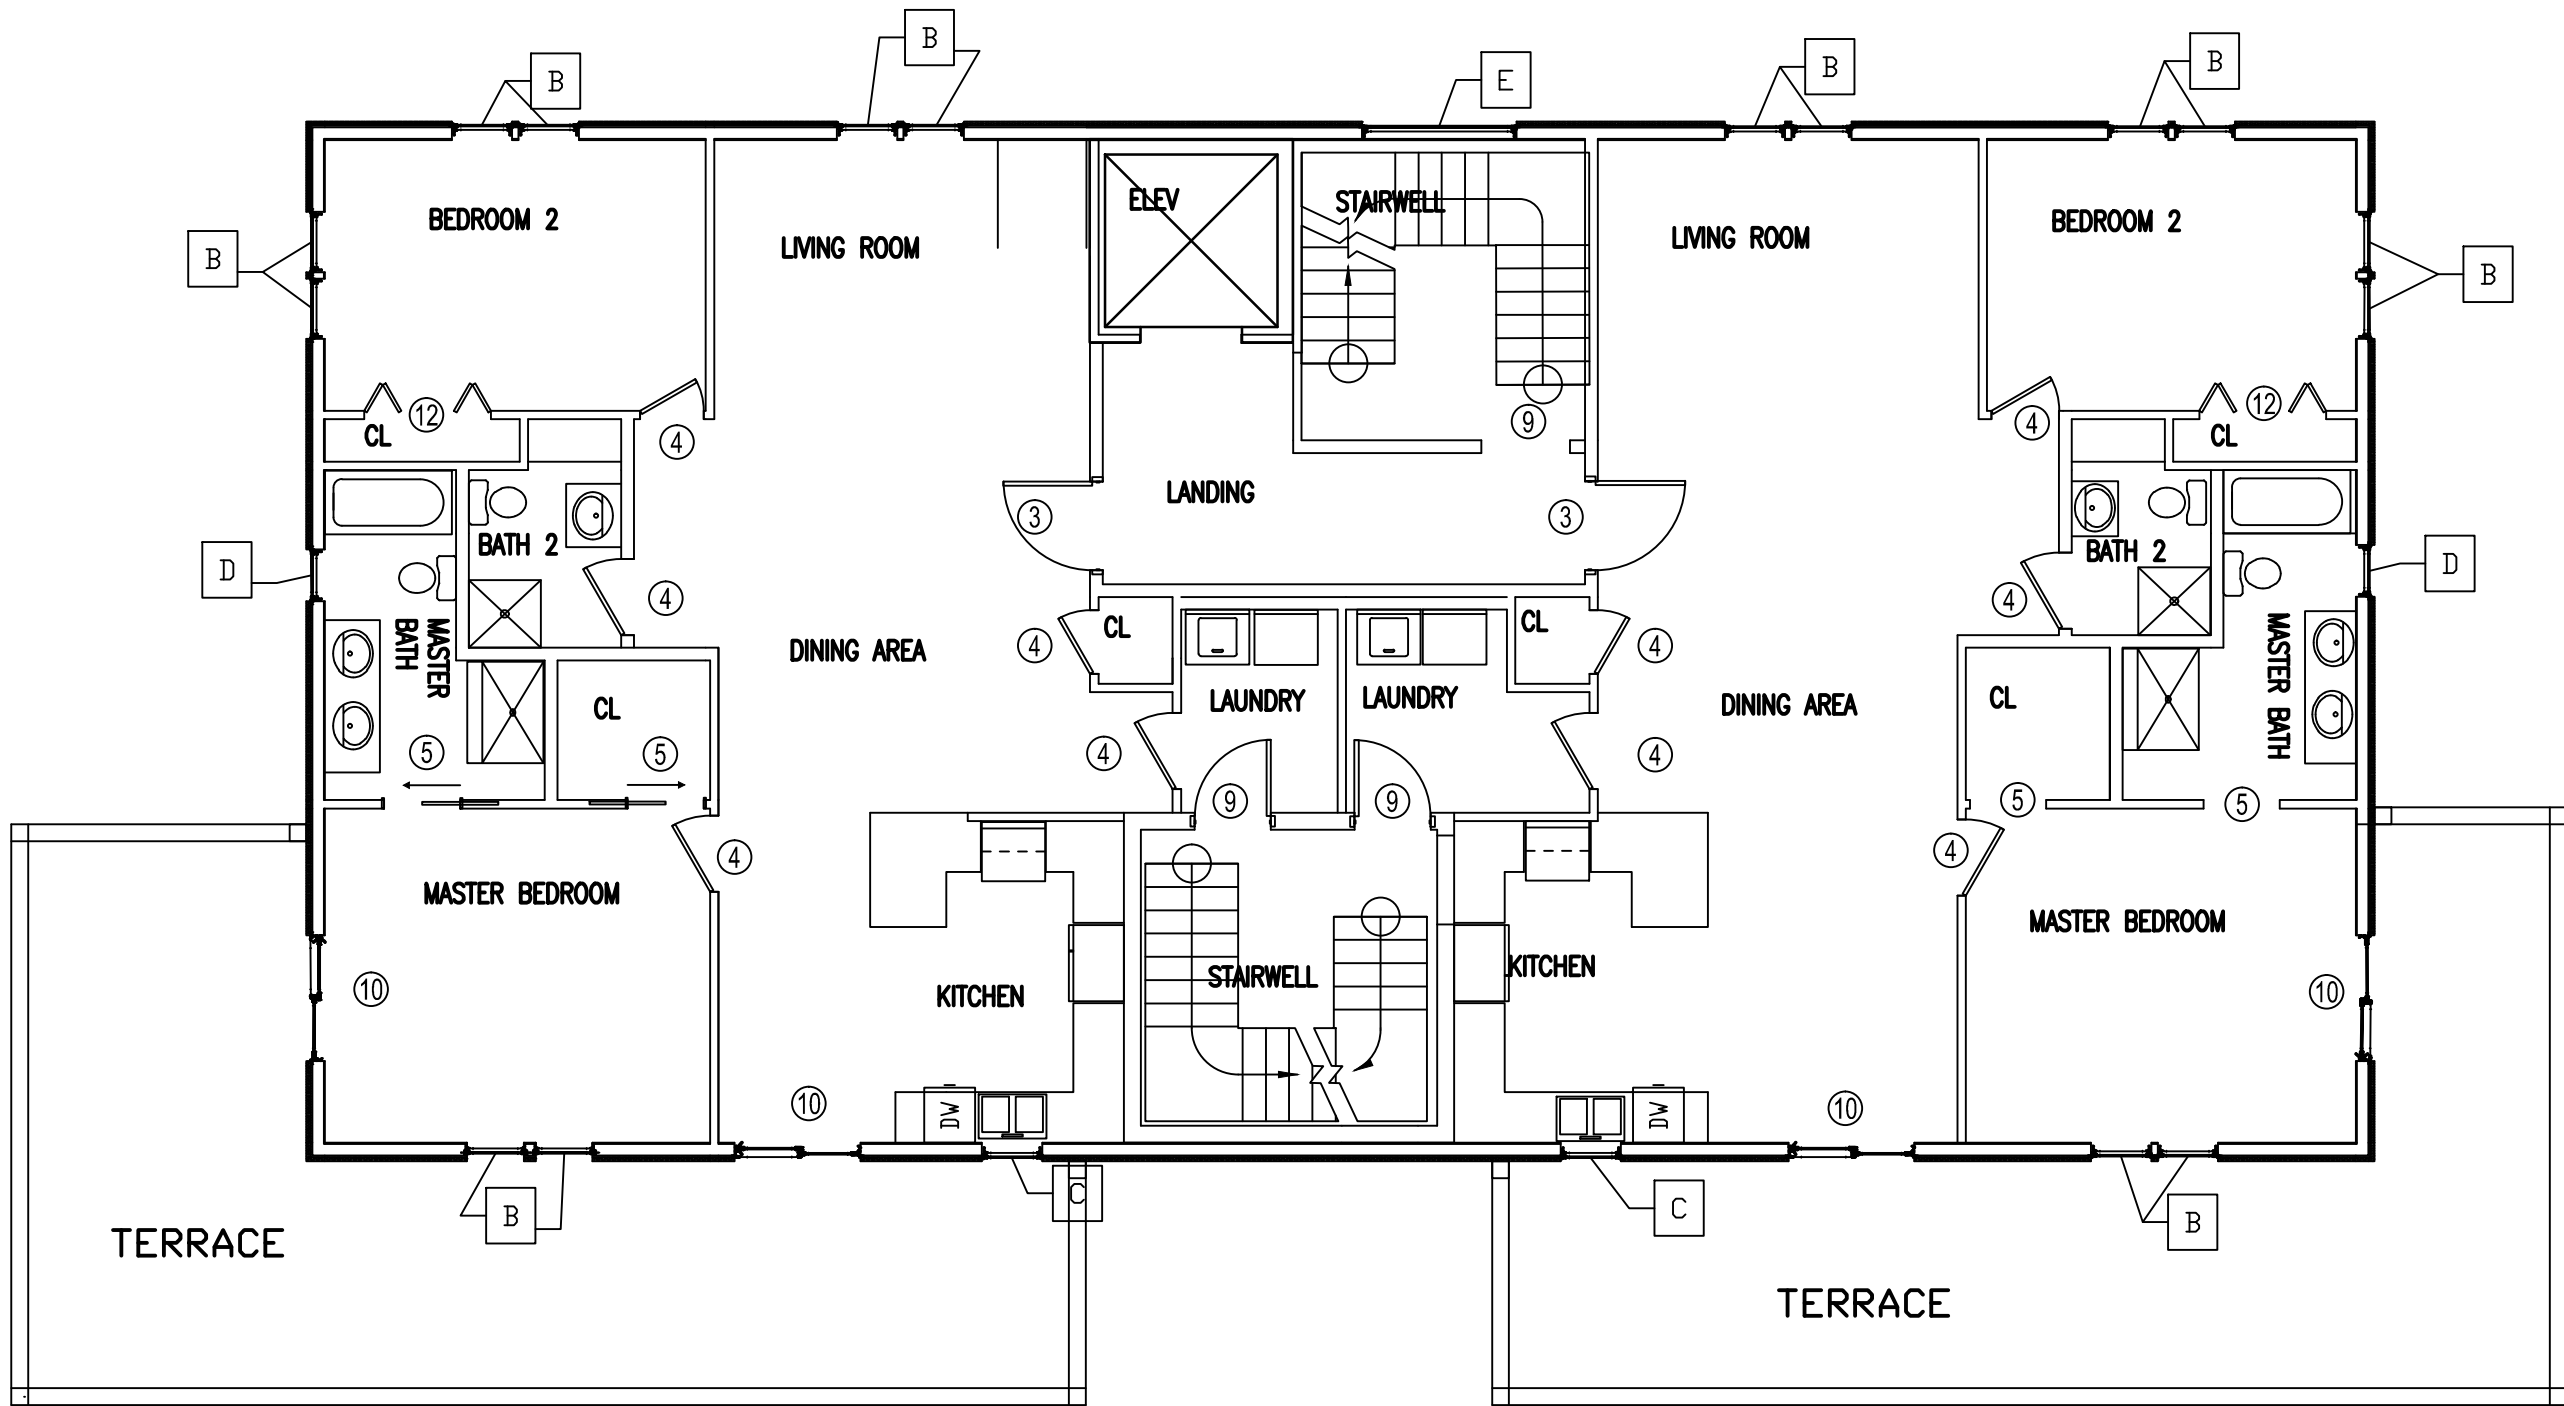 B
B
B
B
E
B
B
ELEV
STAIRWELL
BEDROOM 2
LIVING ROOM
LIVING ROOM
BEDROOM 2
B
12
CL
4
9
4
12
CL
LANDING
3
3
BATH 2
BATH 2
D
D
4
4
MASTER
BATH
CL
CL
4
4
DINING AREA
LAUNDRY
LAUNDRY
DINING AREA
MASTER BATH
CL
CL
5
5
4
4
9
9
5
5
4
4
MASTER BEDROOM
MASTER BEDROOM
STAIRWELL
KITCHEN
KITCHEN
10
10
10
10
DW
DW
B
C
C
B
TERRACE
TERRACE